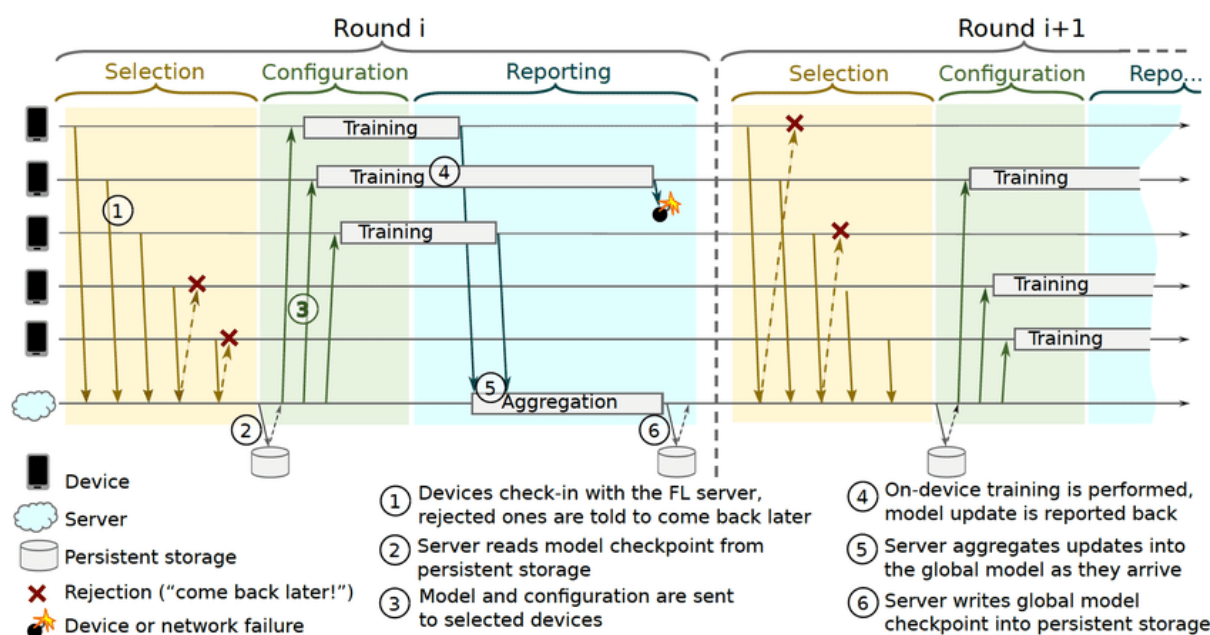 Round i
Round i+1
Selection
Configuration
Reporting
Selection
Configuration
Repo...
Training
Training
4
Training
Training
1
Training
3
Training
5
Aggregation
2
6
Device
Server
Persistent storage
Rejection ("come back later!")
Device or network failure
1 Devices check-in with the FL server,
rejected ones are told to come back later
2 Server reads model checkpoint from
persistent storage
3 Model and configuration are sent
to selected devices
4 On-device training is performed,
model update is reported back
5 Server aggregates updates into
the global model as they arrive
6 Server writes global model
checkpoint into persistent storage